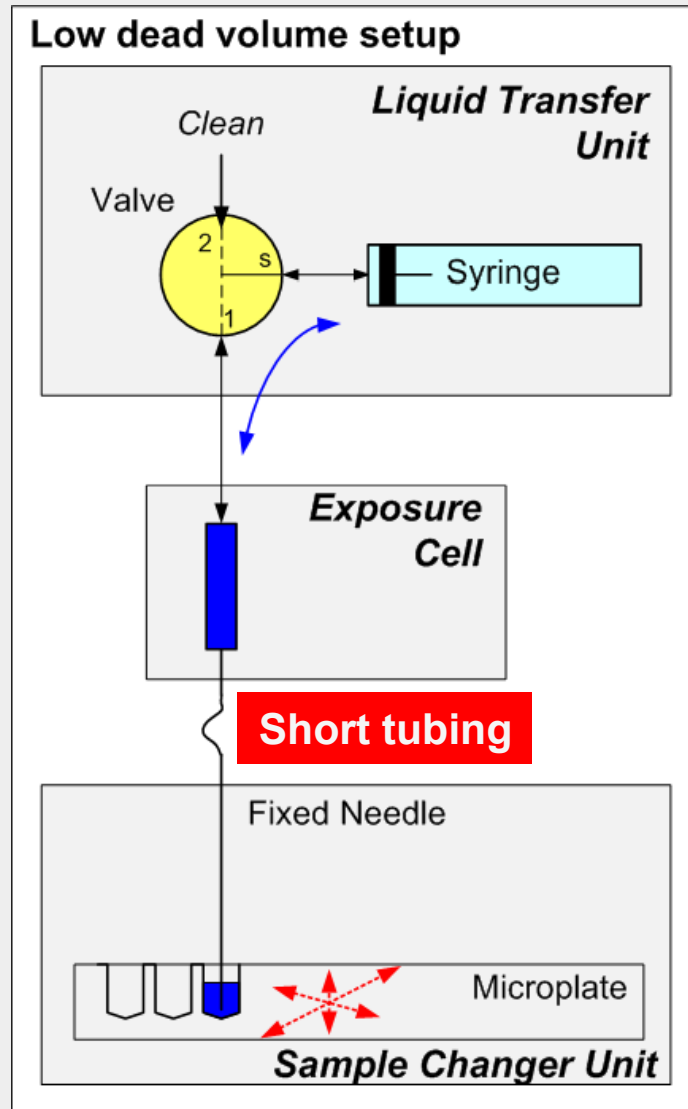 Low dead volume setup
Liquid Transfer
Unit
Clean
Valve
2
s
Syringe
1
Exposure
Cell
Short tubing
Fixed Needle
Microplate
Sample Changer Unit